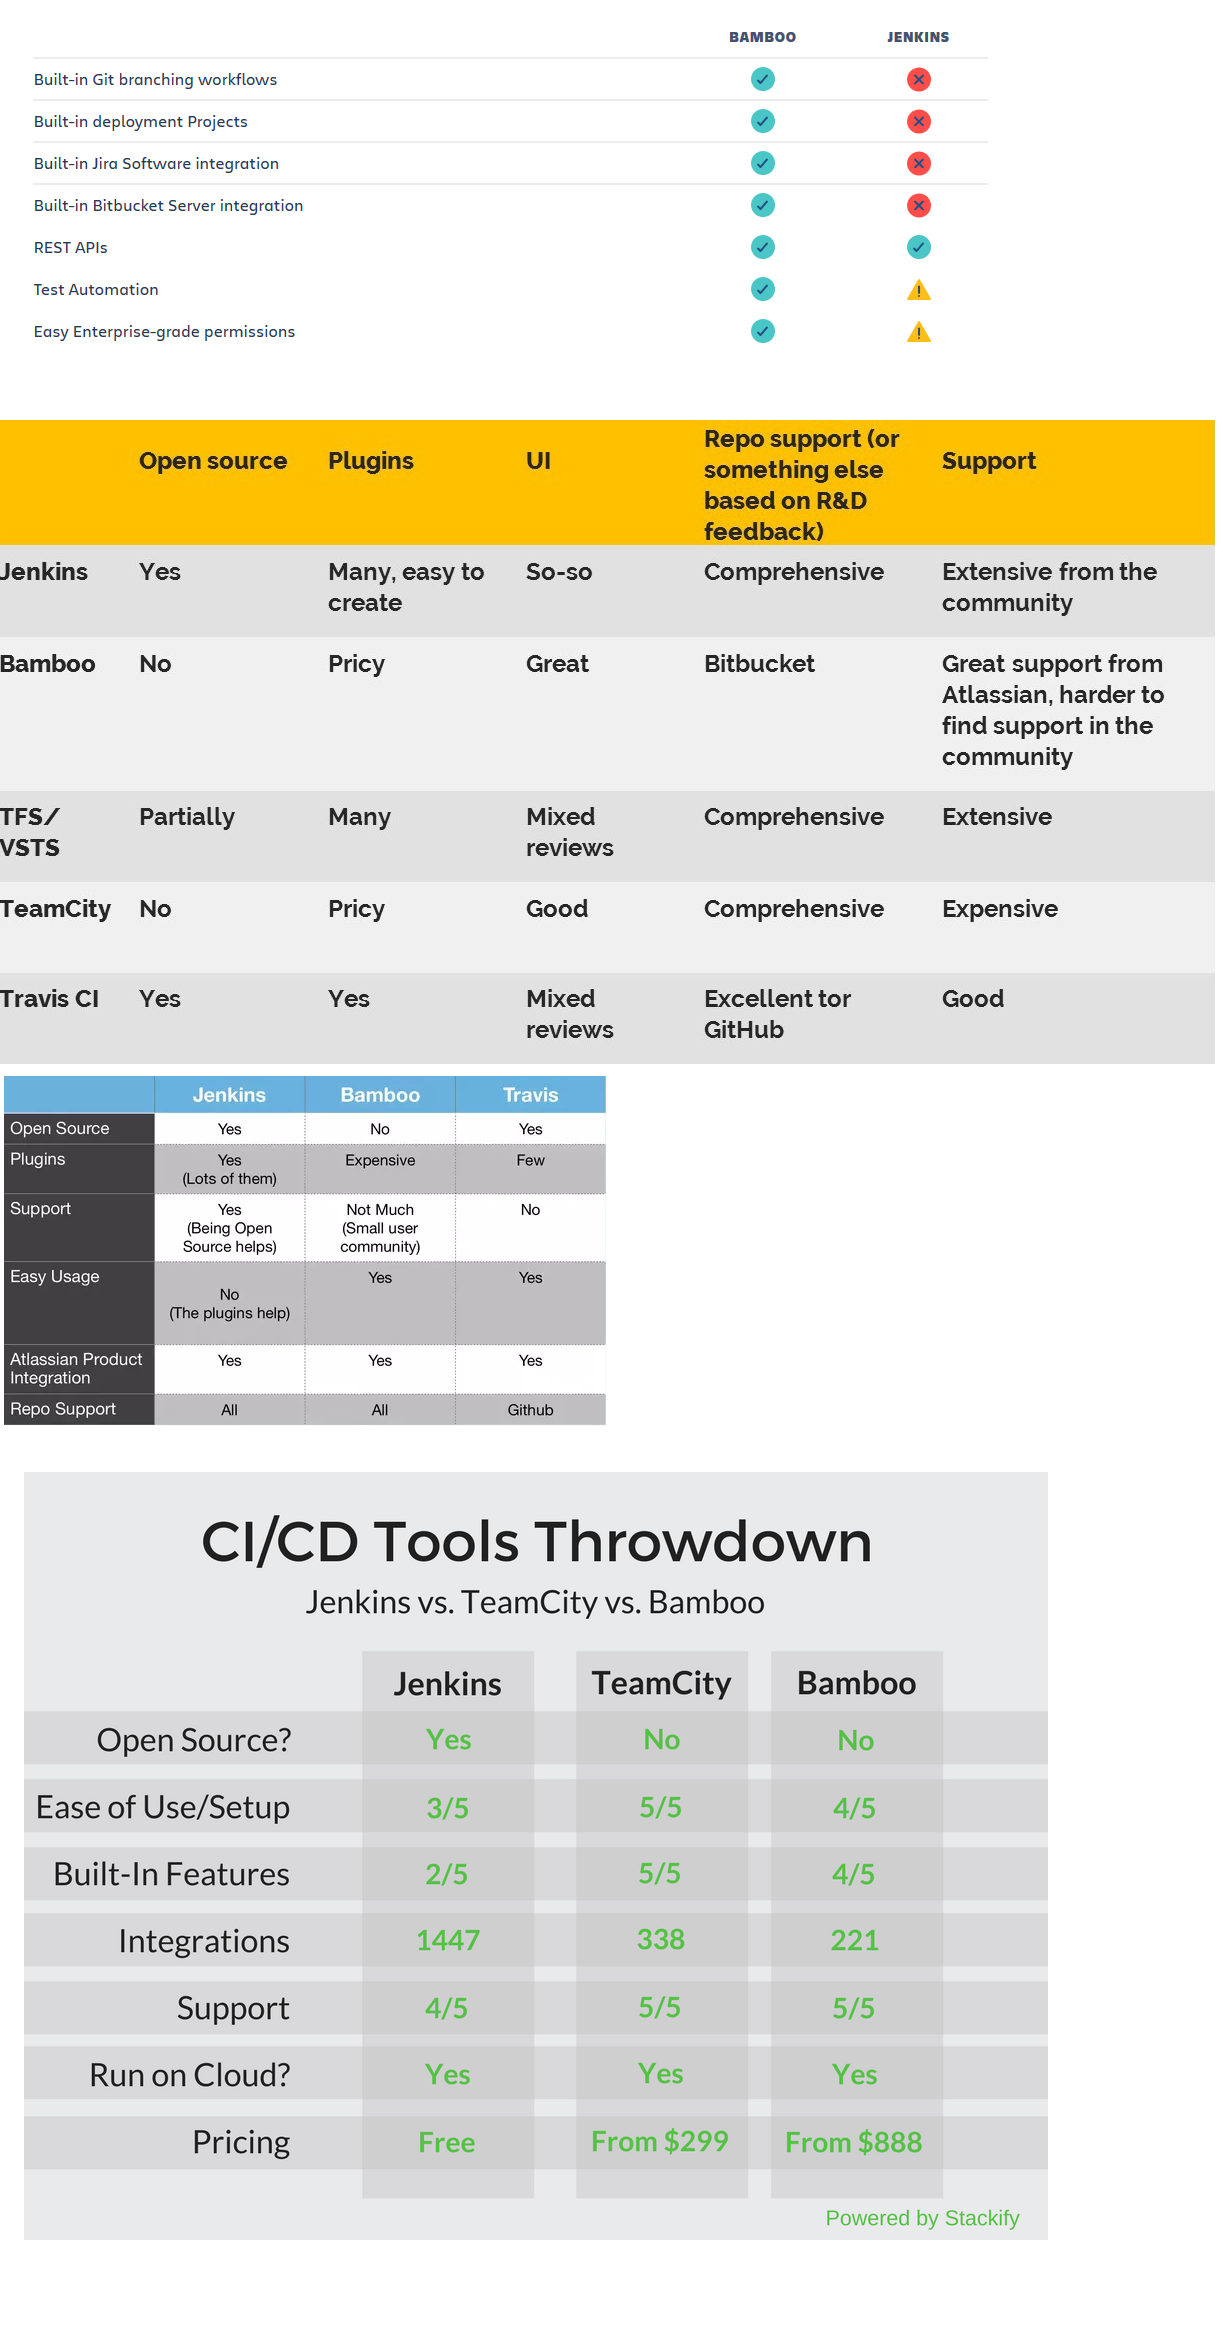 BAMBOO JENKINS
Built-in Git branching workflows
Built-in deployment Projects
Built-in Jira Software integration
Built-in Bitbucket Server integration
REST APIs
Test Automation
Easy Enterprise-grade permissions
Open source Plugins UI Repo support (or something else based on R&D feedback) Support
Jenkins Yes Many, easy to create So-so Comprehensive Extensive from the community
Bamboo No Pricy Great Bitbucket Great support from Atlassian, harder to find support in the community
TFS/ VSTS Partially Many Mixed reviews Comprehensive Extensive
TeamCity No Pricy Good Comprehensive Expensive
Travis CI Yes Yes Mixed reviews Excellent tor GitHub Good
Jenkins Bamboo Travis
Open Source Yes No Yes
Plugins Yes (Lots of them) Expensive Few
Support Yes (Being Open Source helps) Not Much (Small user community) No
Easy Usage No (The plugins help) Yes Yes
Atlassian Product Integration Yes Yes Yes
Repo Support All All Github
CI/CD Tools Throwdown
Jenkins vs. TeamCity vs. Bamboo
Jenkins TeamCity Bamboo
Open Source? Yes No No
Ease of Use/Setup 3/5 5/5 4/5
Built-In Features 2/5 5/5 4/5
Integrations 1447 338 221
Support 4/5 5/5 5/5
Run on Cloud? Yes Yes Yes
Pricing Free From $299 From $888
Powered by Stackify